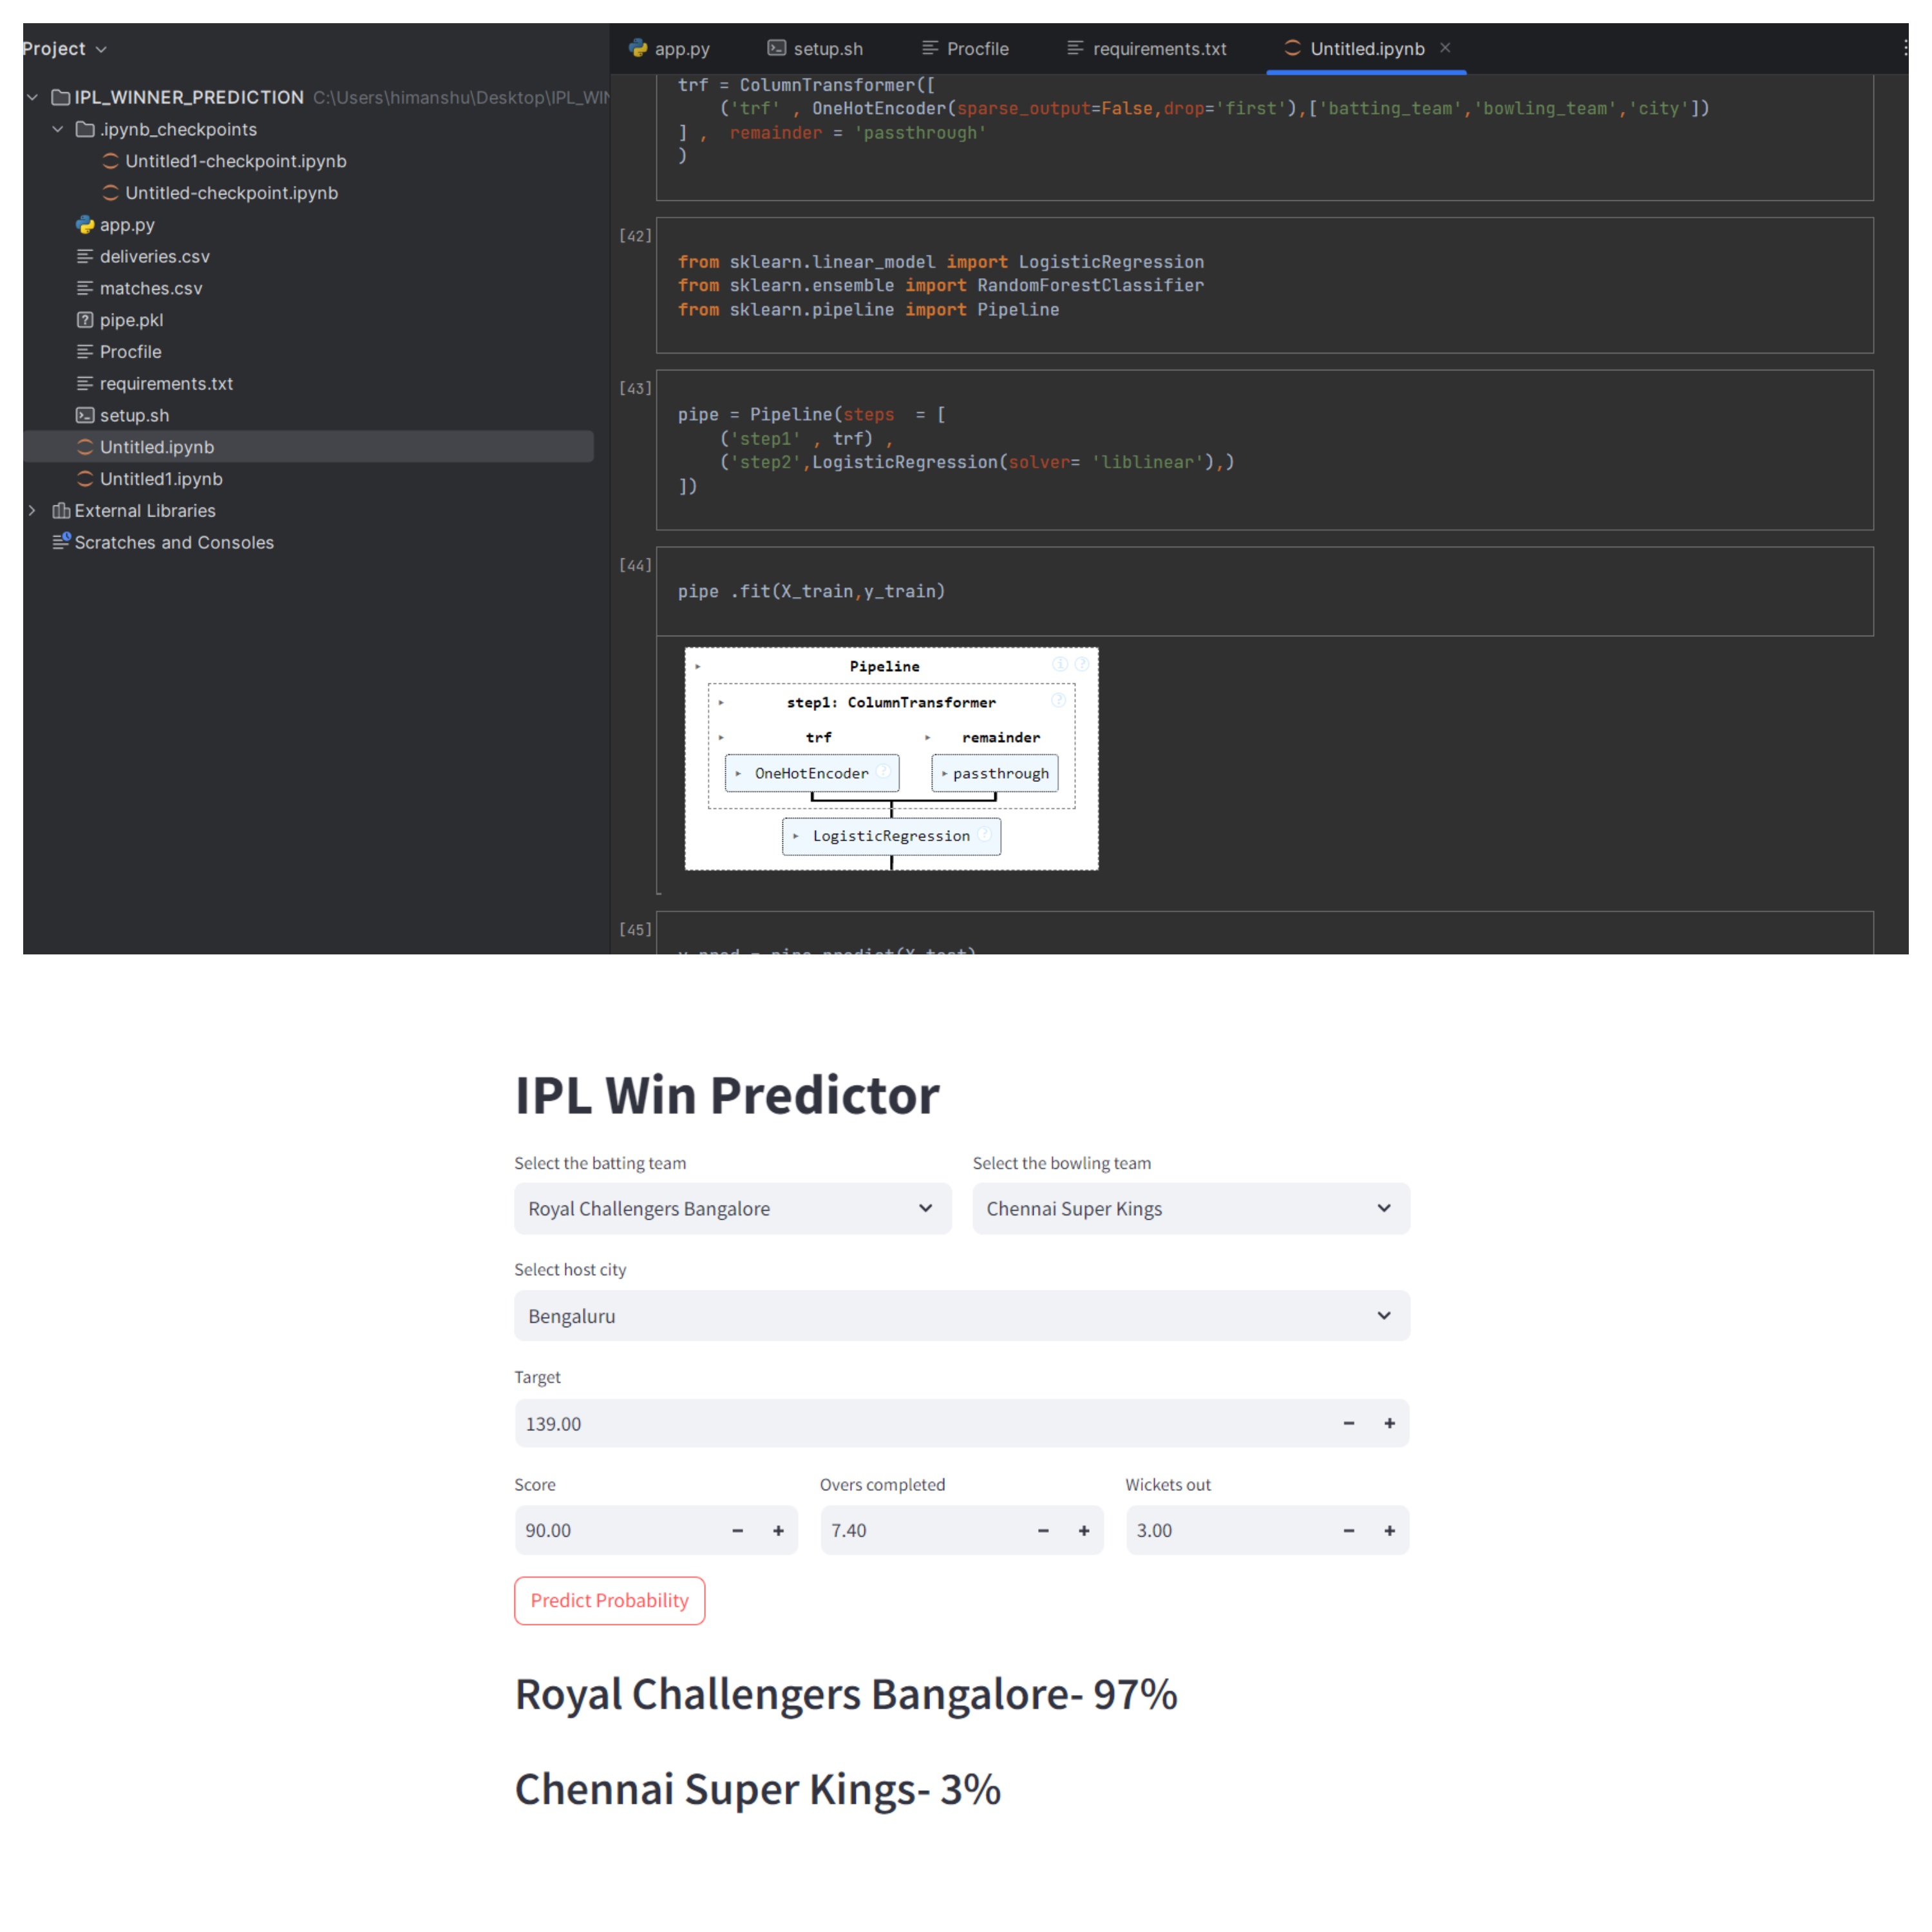 Project
IPL_WINNER_PREDICTION C:\Users\himanshu\Desktop\IPL_WIN
.ipynb_checkpoints
Untitled1-checkpoint.ipynb
Untitled-checkpoint.ipynb
app.py
deliveries.csv
matches.csv
pipe.pkl
Procfile
requirements.txt
setup.sh
Untitled.ipynb
Untitled1.ipynb
External Libraries
Scratches and Consoles
app.py setup.sh Procfile requirements.txt Untitled.ipynb
trf = ColumnTransformer([
('trf' , OneHotEncoder(sparse_output=False,drop='first'),['batting_team','bowling_team','city'])
] , remainder = 'passthrough'
)
[42]
from sklearn.linear_model import LogisticRegression
from sklearn.ensemble import RandomForestClassifier
from sklearn.pipeline import Pipeline
[43]
pipe = Pipeline(steps = [
('step1' , trf) ,
('step2',LogisticRegression(solver= 'liblinear'),)
])
[44]
pipe .fit(X_train,y_train)
Pipeline
step1: ColumnTransformer
trf remainder
OneHotEncoder passthrough
LogisticRegression
[45]
y_pred = pipe.predict(X_test)
IPL Win Predictor
Select the batting team Select the bowling team
Royal Challengers Bangalore Chennai Super Kings
Select host city
Bengaluru
Target
139.00
Score Overs completed Wickets out
90.00 7.40 3.00
Predict Probability
Royal Challengers Bangalore- 97%
Chennai Super Kings- 3%